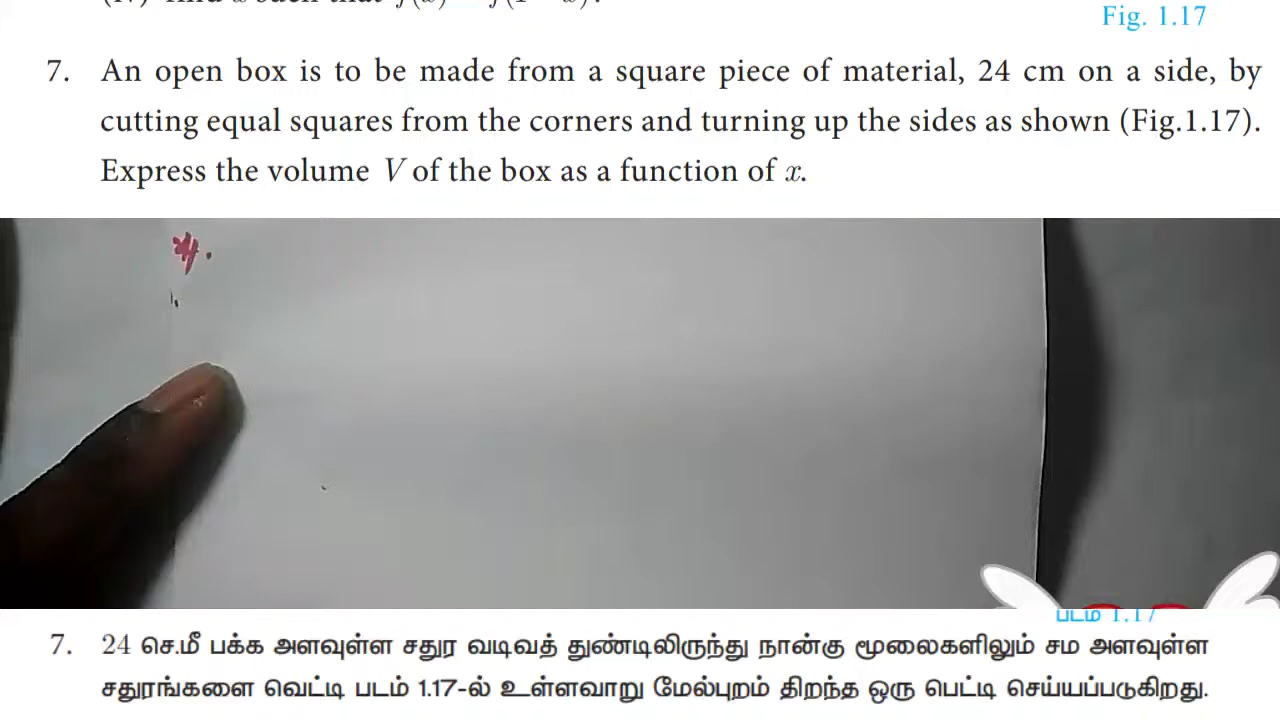 Fig. 1.17
7. An open box is to be made from a square piece of material, 24 cm on a side, by
cutting equal squares from the corners and turning up the sides as shown (Fig.1.17).
Express the volume V of the box as a function of x.
படம் 1.17
7. 24 செ.மீ பக்க அளவுள்ள சதுர வடிவத் துண்டிலிருந்து நான்கு மூலைகளிலும் சம அளவுள்ள
சதுரங்களை வெட்டி படம் 1.17-ல் உள்ளவாறு மேல்புறம் திறந்த ஒரு பெட்டி செய்யப்படுகிறது.